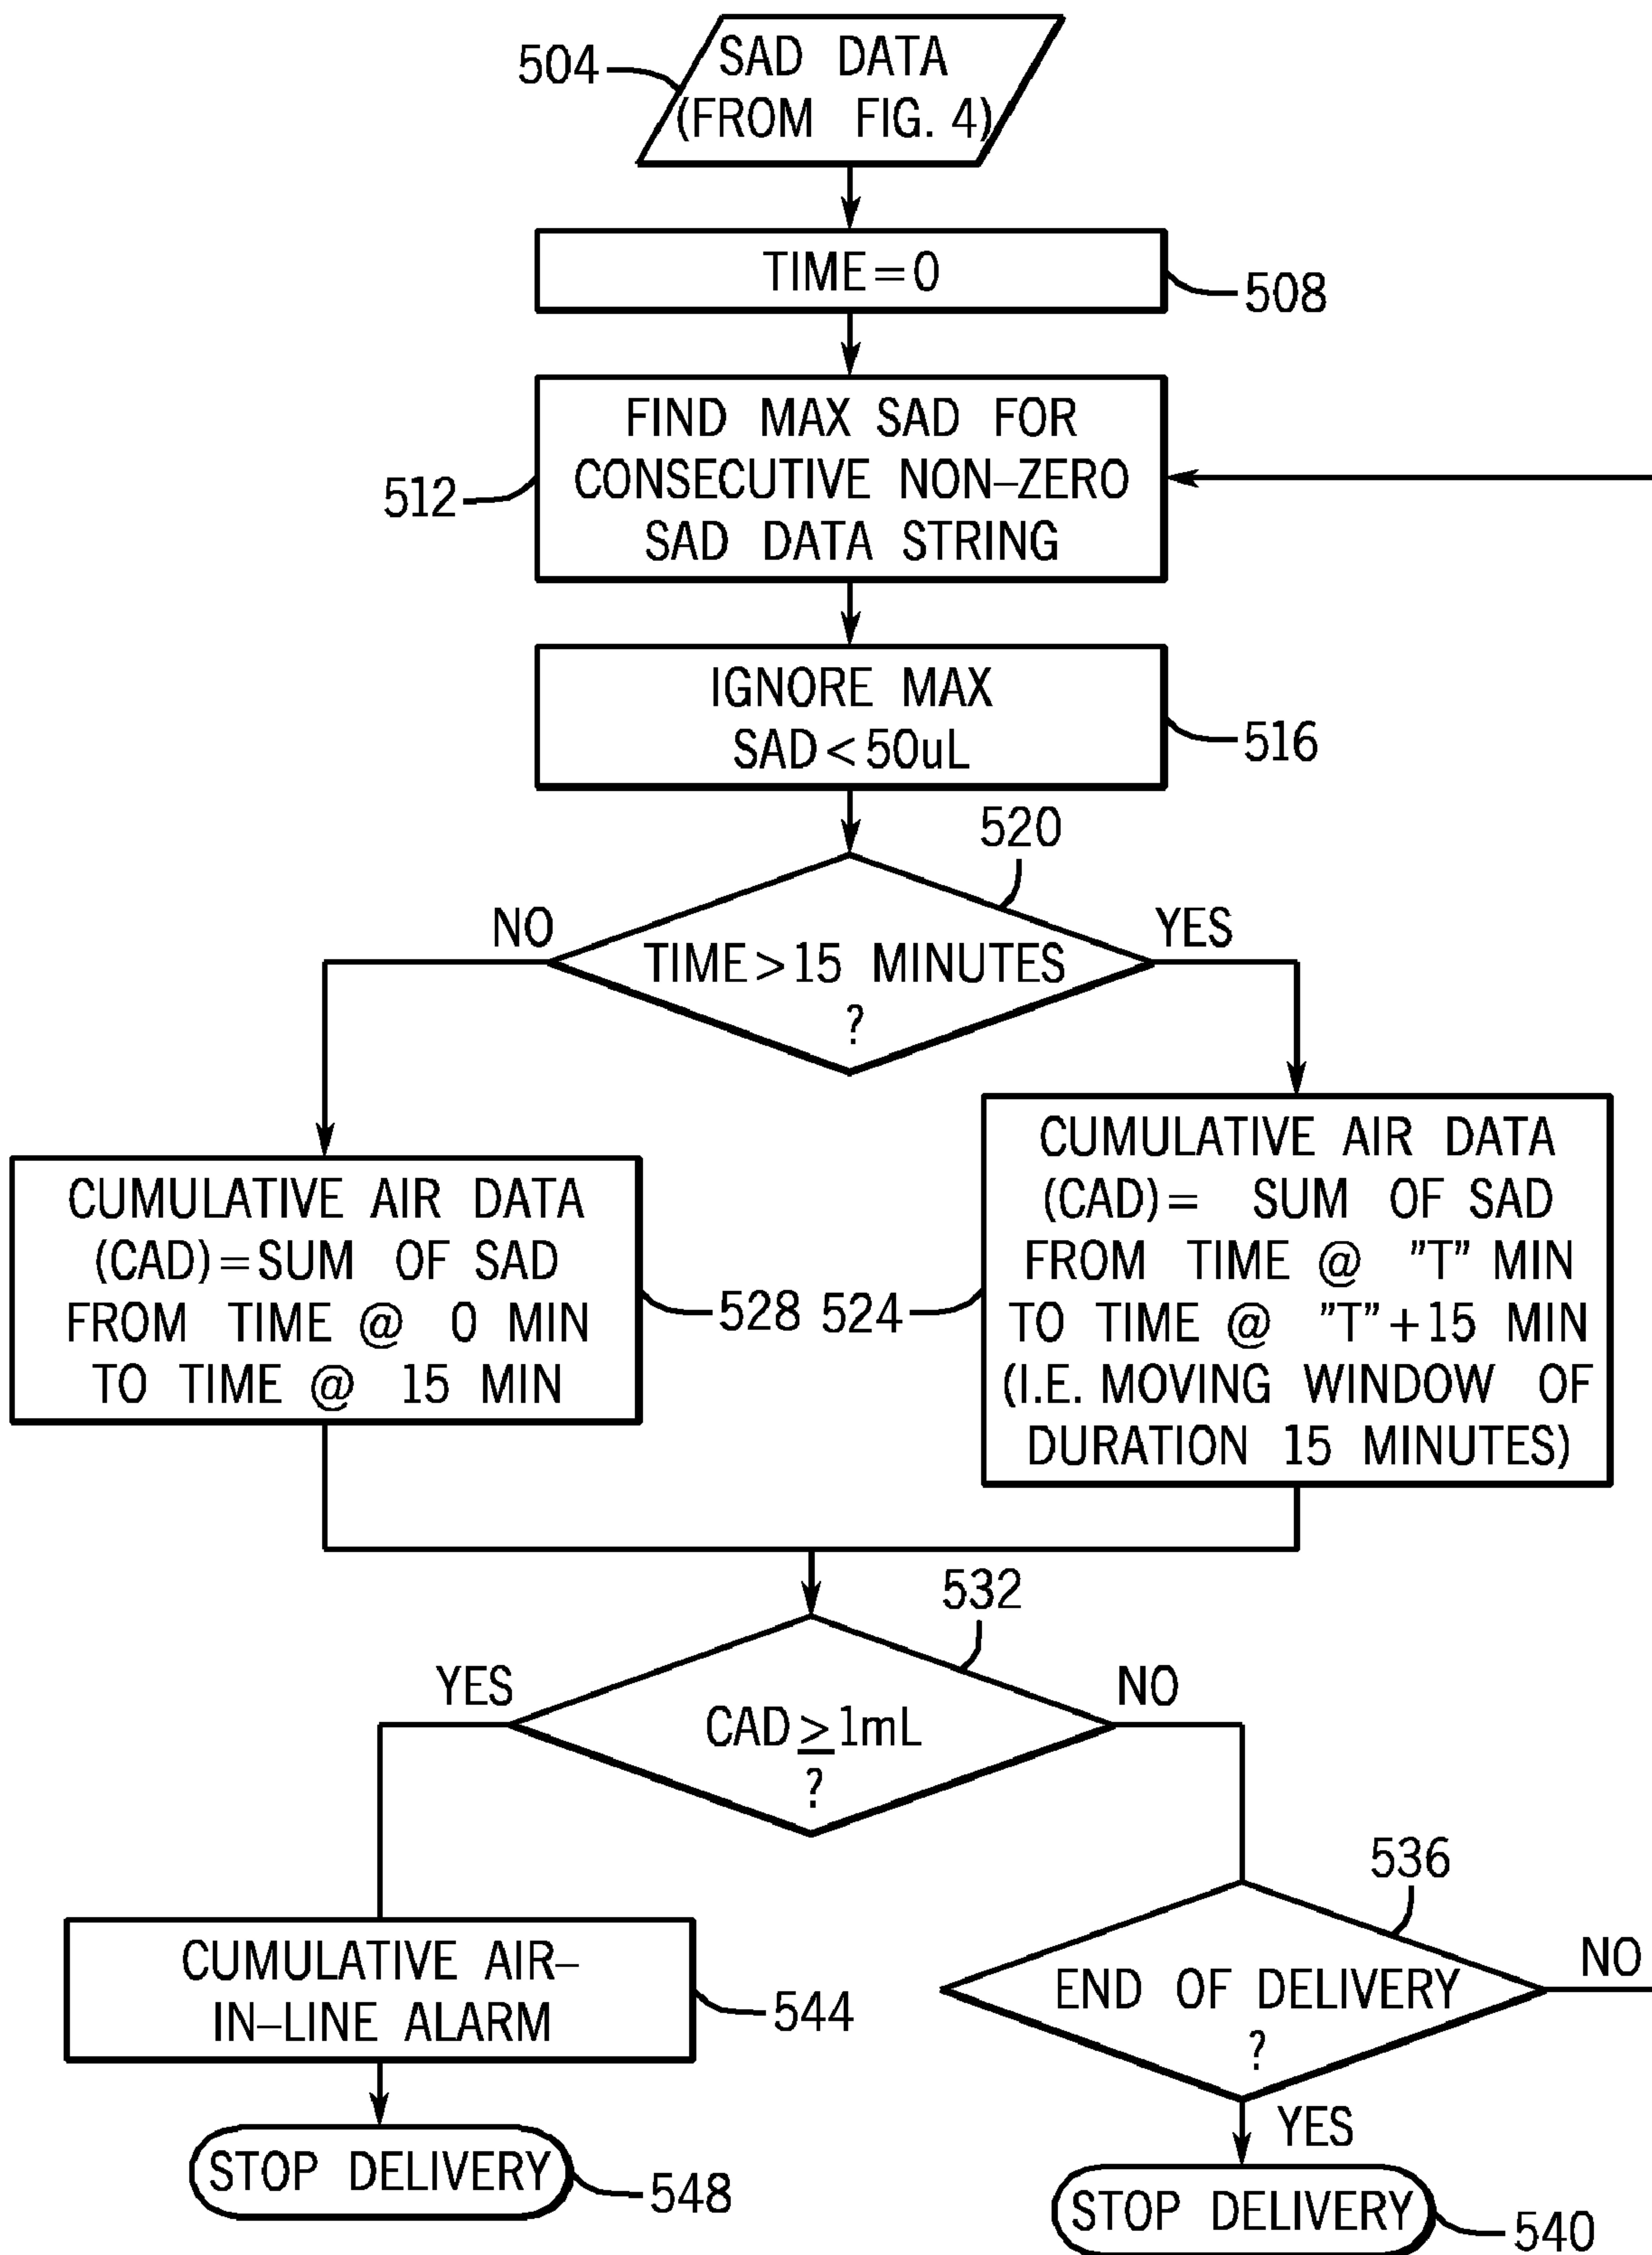 504
SAD DATA
(FROM FIG. 4)
TIME=0
508
FIND MAX SAD FOR
CONSECUTIVE NON-ZERO
SAD DATA STRING
512
IGNORE MAX
SAD<50uL
516
520
NO
YES
TIME>15 MINUTES
?
CUMULATIVE AIR DATA
(CAD)=SUM OF SAD
FROM TIME @ 0 MIN
TO TIME @ 15 MIN
528
524
CUMULATIVE AIR DATA
(CAD)= SUM OF SAD
FROM TIME @ "T" MIN
TO TIME @ "T"+15 MIN
(I.E. MOVING WINDOW OF
DURATION 15 MINUTES)
532
YES
NO
CAD≥1mL
?
536
CUMULATIVE AIR-
IN-LINE ALARM
544
END OF DELIVERY
?
NO
YES
STOP DELIVERY
548
STOP DELIVERY
540